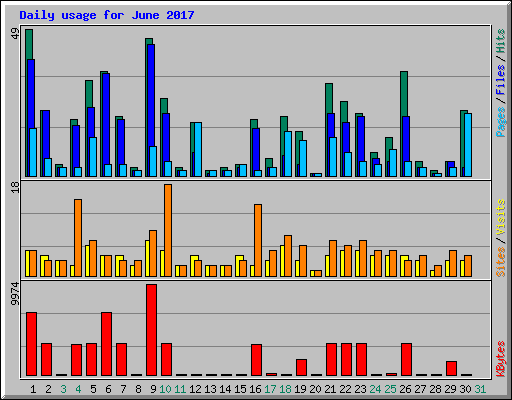 Daily usage for June 2017
49
Pages / Files / Hits
18
Sites / Visits
9974
KBytes
1 2 3 4 5 6 7 8 9 10 11 12 13 14 15 16 17 18 19 20 21 22 23 24 25 26 27 28 29 30 31